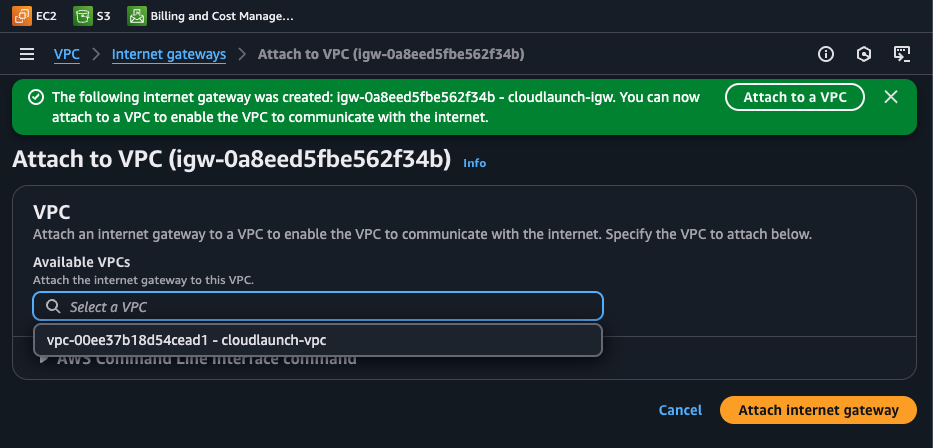 EC2 S3 Billing and Cost Manage...
VPC Internet gateways Attach to VPC (igw-0a8eed5fbe562f34b)
The following internet gateway was created: igw-0a8eed5fbe562f34b - cloudlaunch-igw. You can now
attach to a VPC to enable the VPC to communicate with the internet.
Attach to a VPC
Attach to VPC (igw-0a8eed5fbe562f34b) Info
VPC
Attach an internet gateway to a VPC to enable the VPC to communicate with the internet. Specify the VPC to attach below.
Available VPCs
Attach the internet gateway to this VPC.
Select a VPC
vpc-00ee37b18d54cead1 - cloudlaunch-vpc
AWS Command Line Interface command
Cancel Attach internet gateway